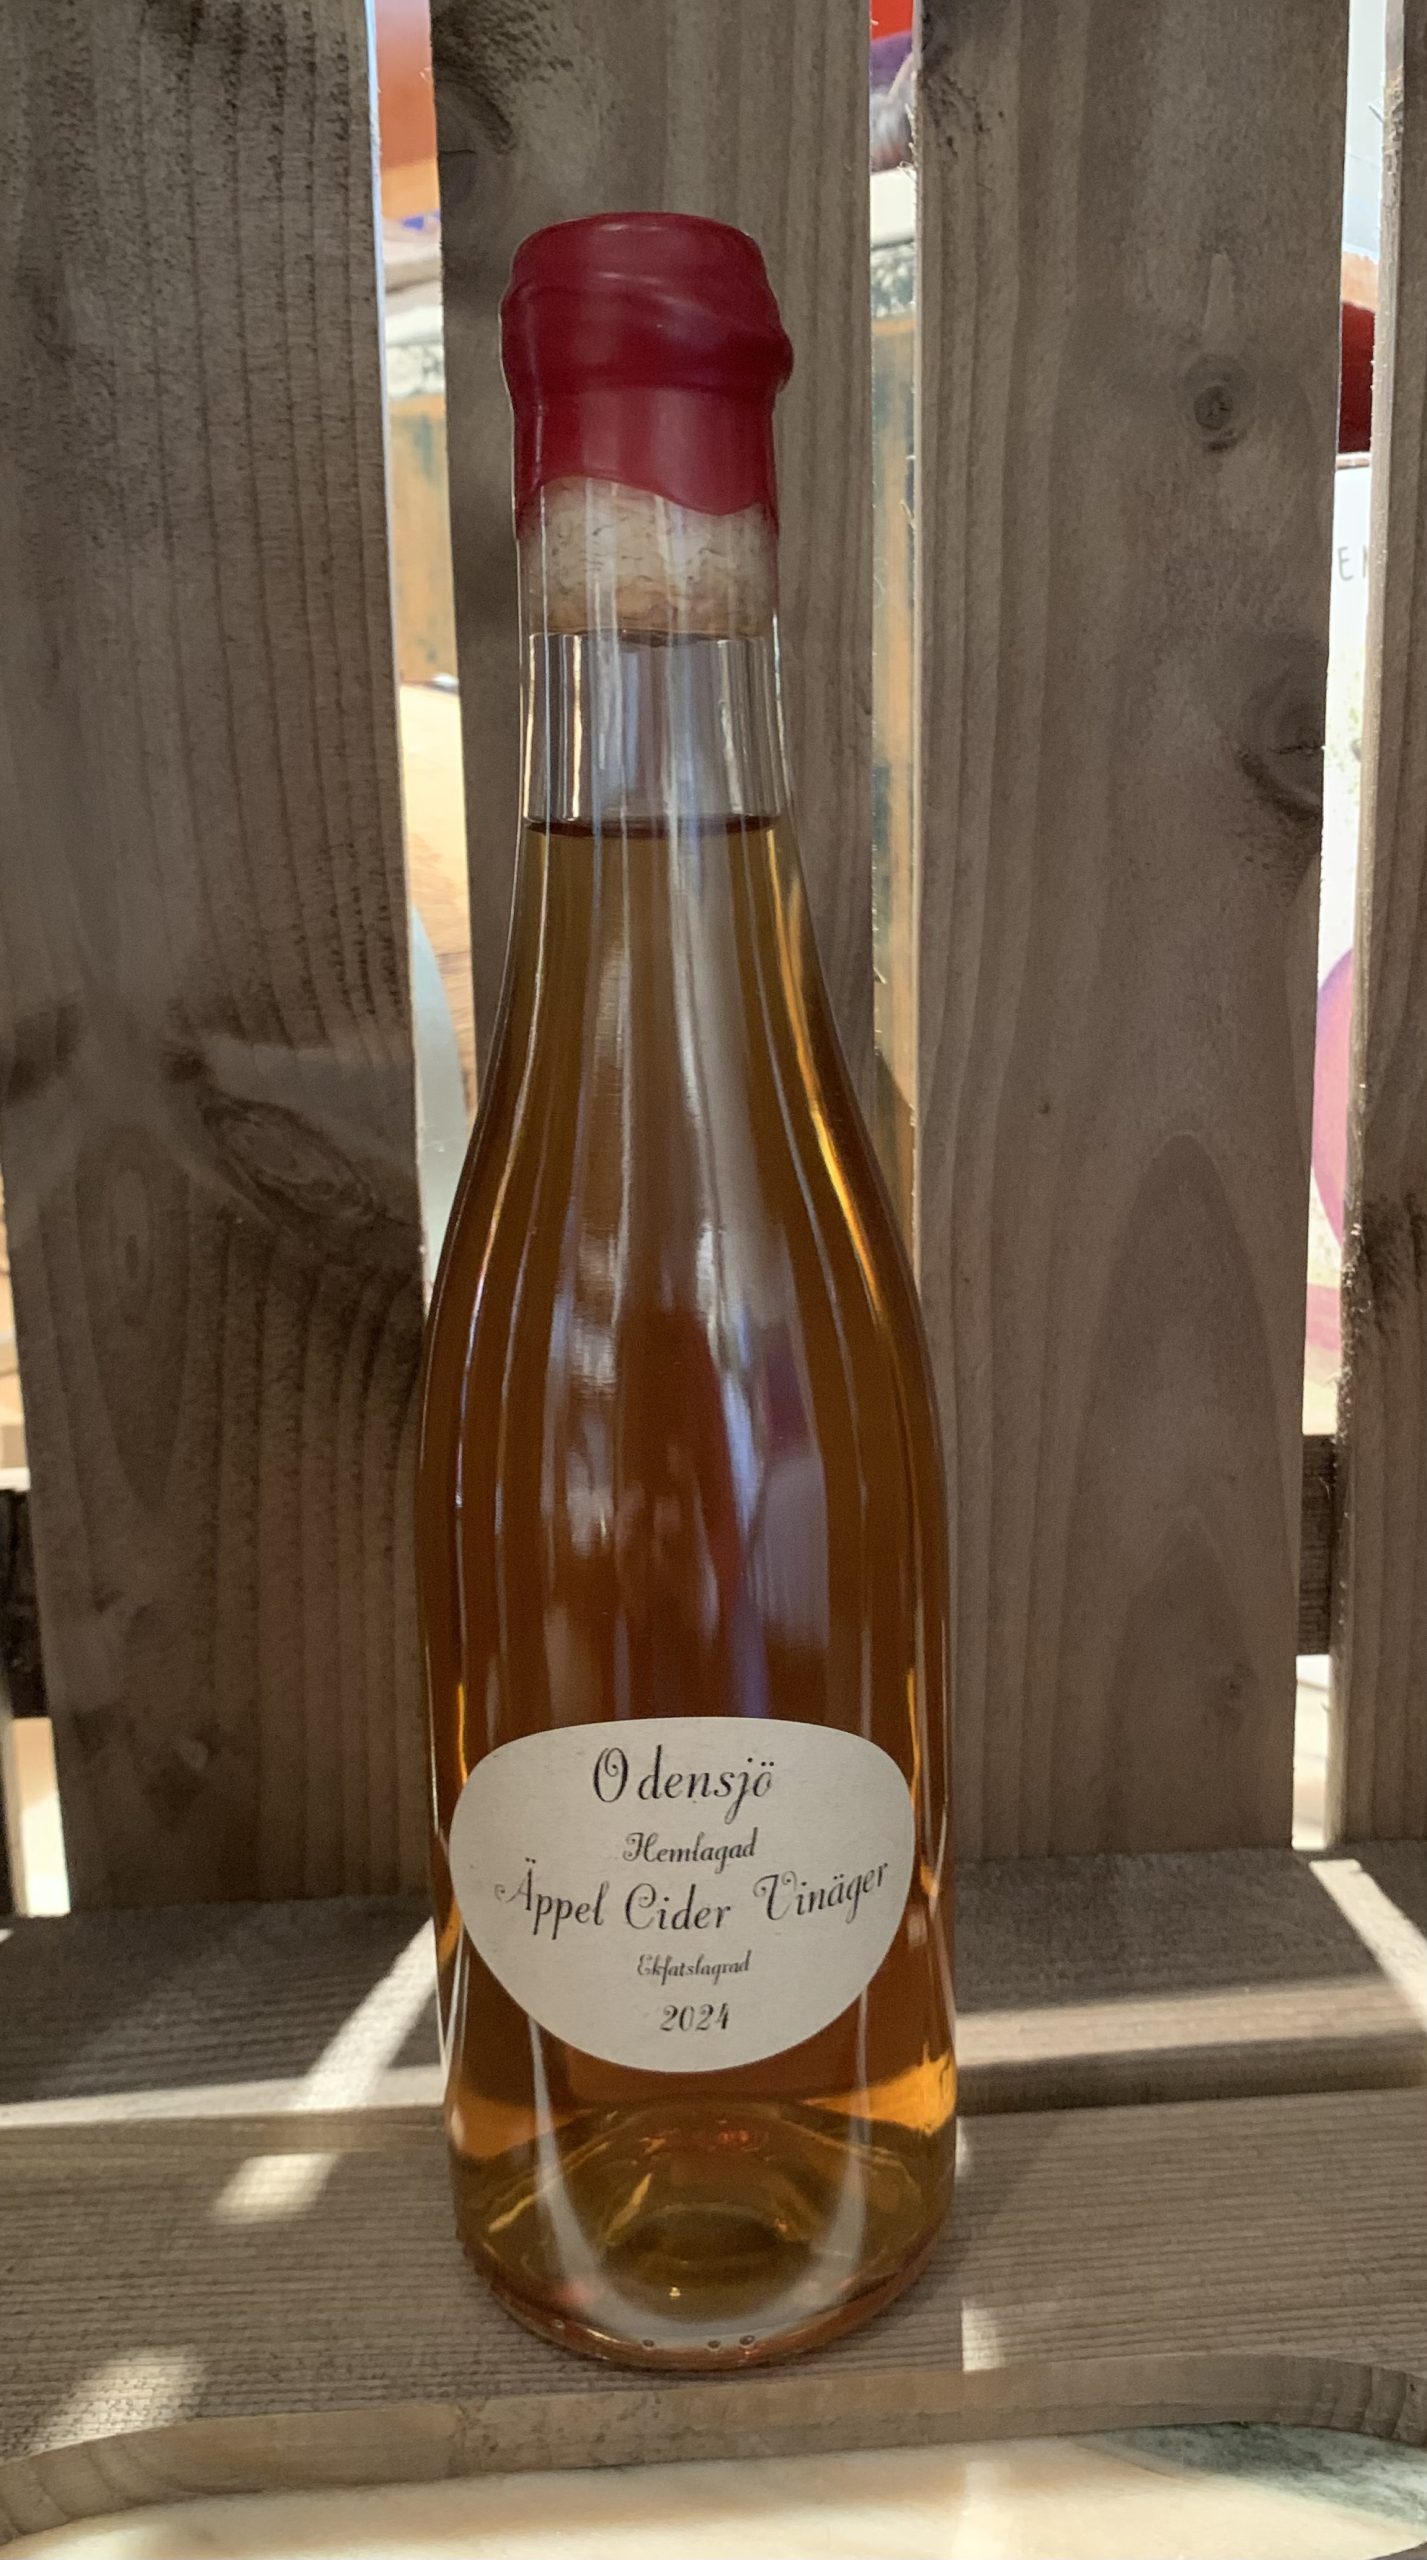 Odensjö
Hemlagad
Äppel Cider Vinäger
Ekfatslagrad
2024